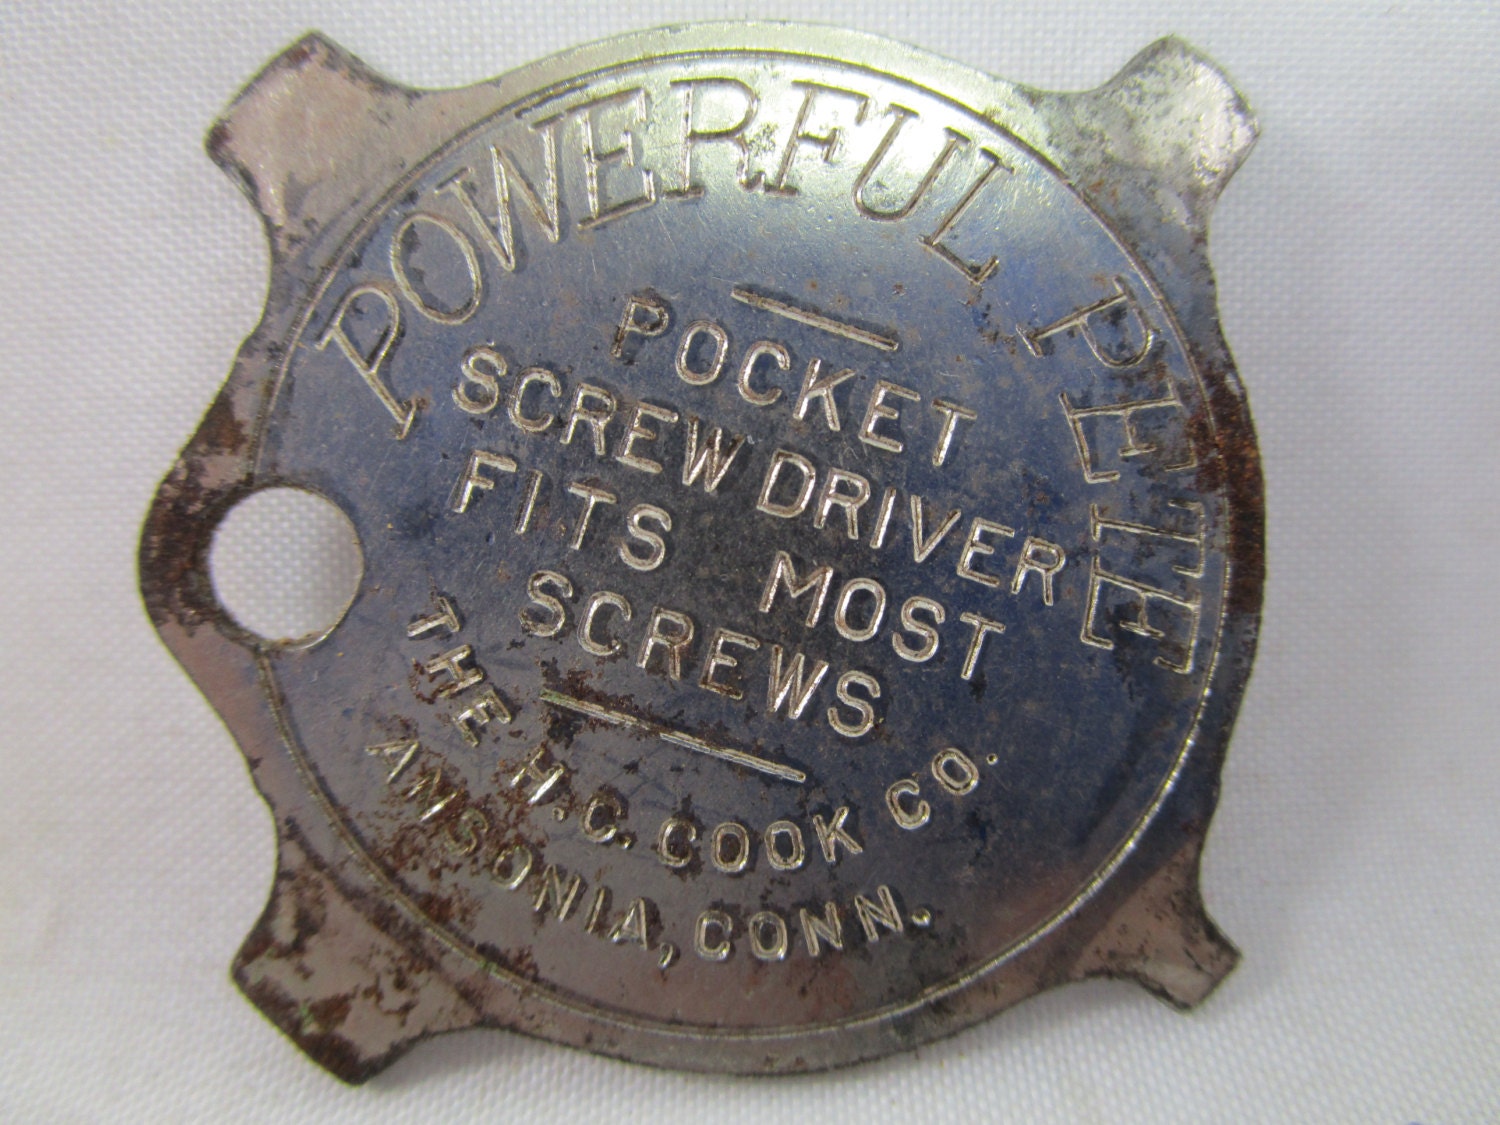 POWERFUL PETE
POCKET
SCREW DRIVER
FITS MOST
SCREWS
THE H.C. COOK CO.
ANSONIA, CONN.